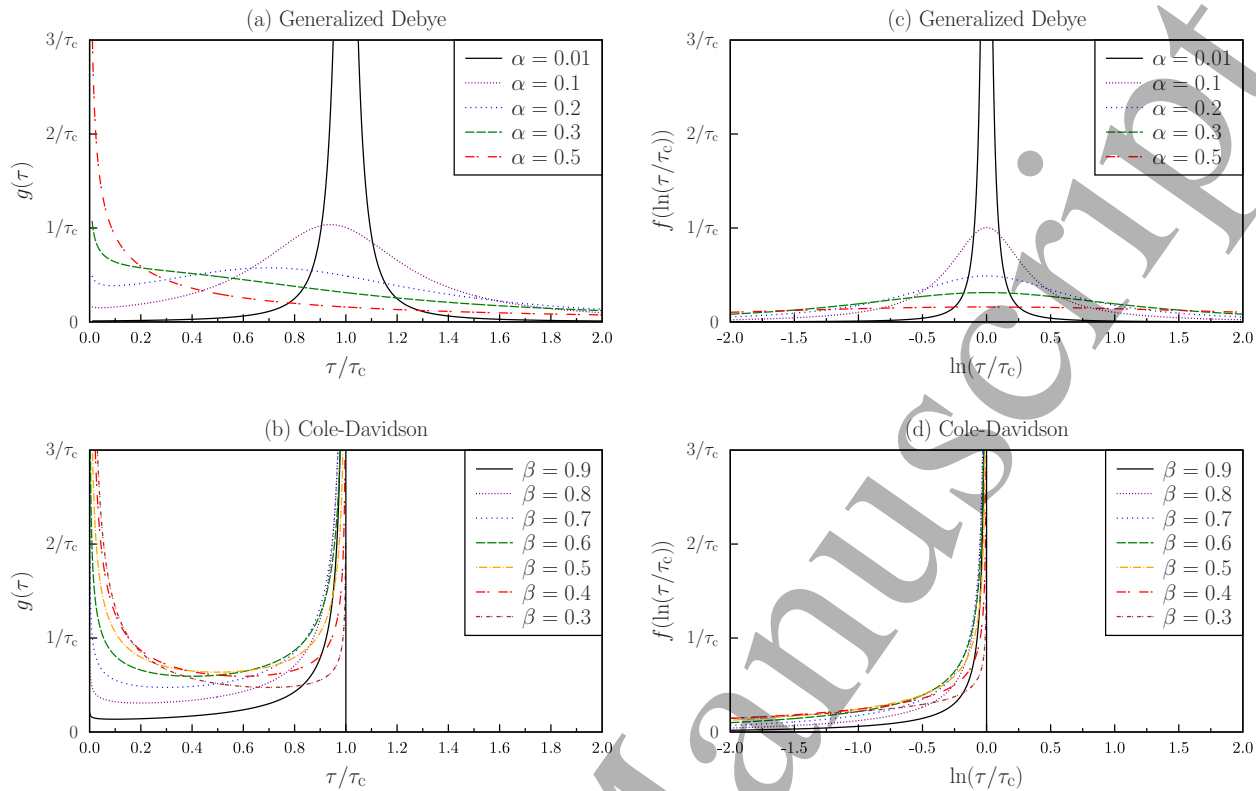 (a) Generalized Debye
3/τc
2/τc
1/τc
0
g(τ)
α = 0.01
α = 0.1
α = 0.2
α = 0.3
α = 0.5
0.0 0.2 0.4 0.6 0.8 1.0 1.2 1.4 1.6 1.8 2.0
τ/τc
(c) Generalized Debye
3/τc
2/τc
1/τc
0
f(ln(τ/τc))
α = 0.01
α = 0.1
α = 0.2
α = 0.3
α = 0.5
-2.0 -1.5 -1.0 -0.5 0.0 0.5 1.0 1.5 2.0
ln(τ/τc)
(b) Cole-Davidson
3/τc
2/τc
1/τc
0
g(τ)
β = 0.9
β = 0.8
β = 0.7
β = 0.6
β = 0.5
β = 0.4
β = 0.3
0.0 0.2 0.4 0.6 0.8 1.0 1.2 1.4 1.6 1.8 2.0
τ/τc
(d) Cole-Davidson
3/τc
2/τc
1/τc
0
f(ln(τ/τc))
β = 0.9
β = 0.8
β = 0.7
β = 0.6
β = 0.5
β = 0.4
β = 0.3
-2.0 -1.5 -1.0 -0.5 0.0 0.5 1.0 1.5 2.0
ln(τ/τc)
Manuscript